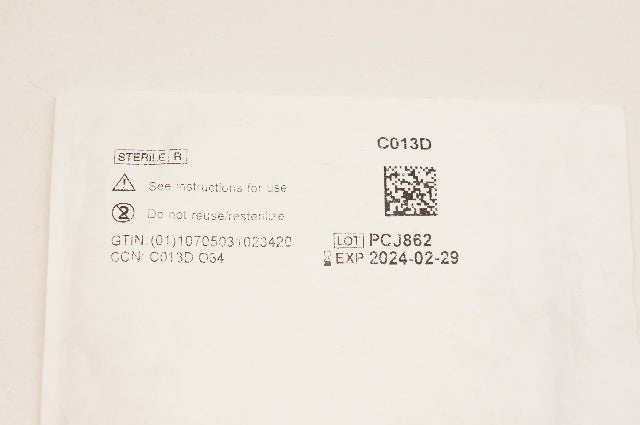 C013D
STERILE R
See instructions for use
Do not reuse/resterilize
GTIN: (01)10705031023420
LOT PCJ862
CCN: C013D O34
EXP 2024-02-29